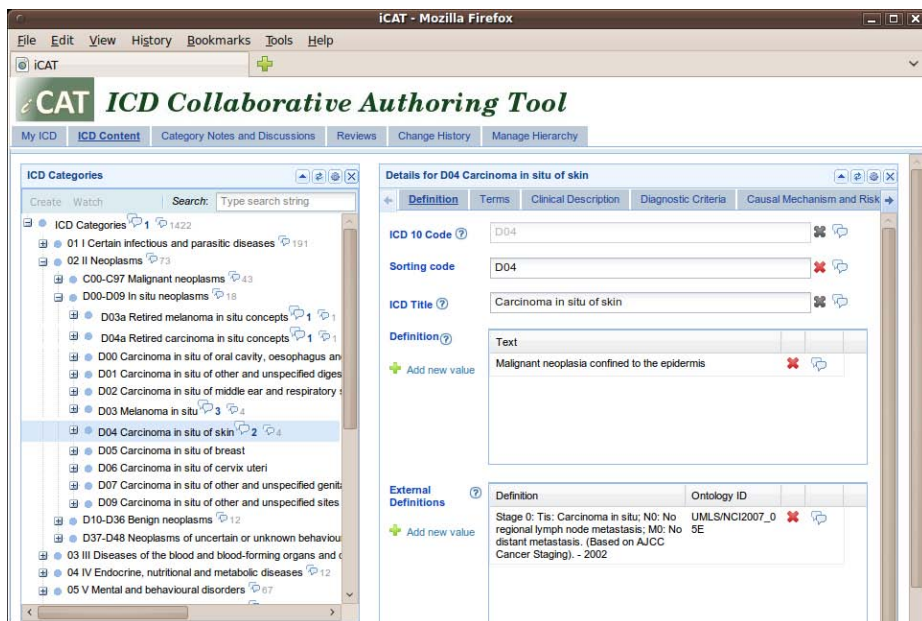 iCAT - Mozilla Firefox
File Edit View History Bookmarks Tools Help
iCAT
iCAT ICD Collaborative Authoring Tool
My ICD ICD Content Category Notes and Discussions Reviews Change History Manage Hierarchy
ICD Categories
Create Watch Search: Type search string
ICD Categories 1 1422
01 I Certain infectious and parasitic diseases 191
02 II Neoplasms 73
C00-C97 Malignant neoplasms 43
D00-D09 In situ neoplasms 18
D03a Retired melanoma in situ concepts 1 1
D04a Retired carcinoma in situ concepts 1 1
D00 Carcinoma in situ of oral cavity, oesophagus an
D01 Carcinoma in situ of other and unspecified diges
D02 Carcinoma in situ of middle ear and respiratory s
D03 Melanoma in situ 3 4
D04 Carcinoma in situ of skin 2 4
D05 Carcinoma in situ of breast
D06 Carcinoma in situ of cervix uteri
D07 Carcinoma in situ of other and unspecified genita
D09 Carcinoma in situ of other and unspecified sites
D10-D36 Benign neoplasms 12
D37-D48 Neoplasms of uncertain or unknown behaviou
03 III Diseases of the blood and blood-forming organs and c
04 IV Endocrine, nutritional and metabolic diseases 12
05 V Mental and behavioural disorders 67
Details for D04 Carcinoma in situ of skin
Definition Terms Clinical Description Diagnostic Criteria Causal Mechanism and Risk
ICD 10 Code ? D04
Sorting code D04
ICD Title ? Carcinoma in situ of skin
Definition ? Text
Add new value Malignant neoplasia confined to the epidermis
External Definitions ? Definition Ontology ID
Add new value
Stage 0: Tis: Carcinoma in situ; N0: No UMLS/NCI2007_0
regional lymph node metastasis; M0: No 5E
distant metastasis. (Based on AJCC
Cancer Staging). - 2002